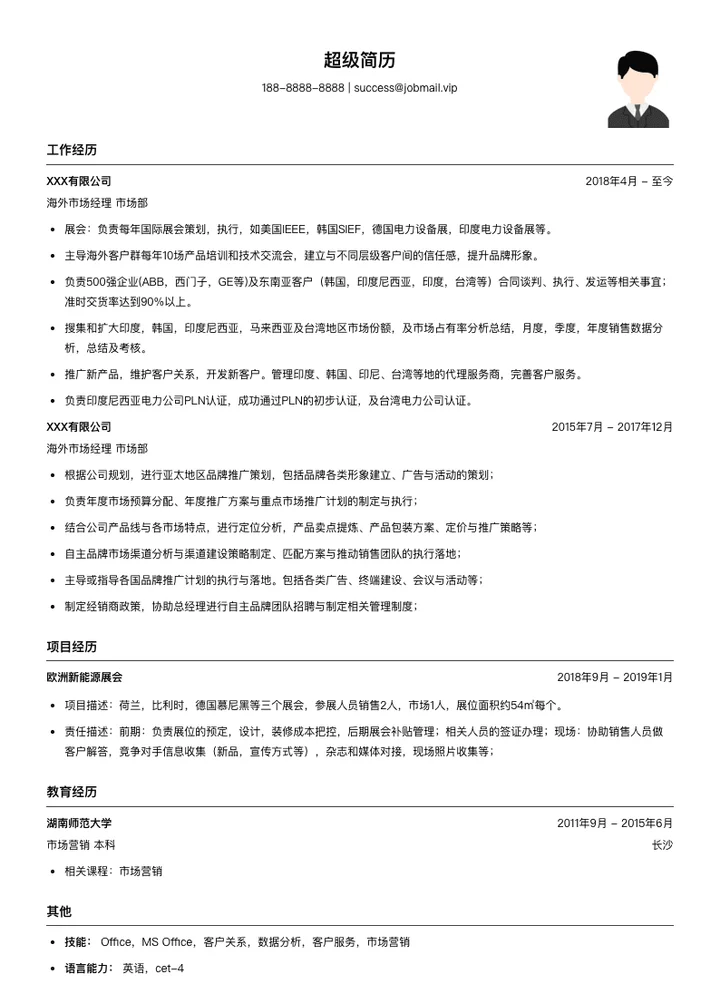 超级简历
188-8888-8888 | success@jobmail.vip
工作经历
XXX有限公司 2018年4月 – 至今
海外市场经理 市场部
• 展会：负责每年国际展会策划，执行，如美国IEEE，韩国SIEF，德国电力设备展，印度电力设备展等。
• 主导海外客户群每年10场产品培训和技术交流会，建立与不同层级客户间的信任感，提升品牌形象。
• 负责500强企业(ABB，西门子，GE等)及东南亚客户（韩国，印度尼西亚，印度，台湾等）合同谈判、执行、发运等相关事宜；
准时交货率达到90%以上。
• 搜集和扩大印度，韩国，印度尼西亚，马来西亚及台湾地区市场份额，及市场占有率分析总结，月度，季度，年度销售数据分
析，总结及考核。
• 推广新产品，维护客户关系，开发新客户。管理印度、韩国、印尼、台湾等地的代理服务商，完善客户服务。
• 负责印度尼西亚电力公司PLN认证，成功通过PLN的初步认证，及台湾电力公司认证。
XXX有限公司 2015年7月 – 2017年12月
海外市场经理 市场部
• 根据公司规划，进行亚太地区品牌推广策划，包括品牌各类形象建立、广告与活动的策划；
• 负责年度市场预算分配、年度推广方案与重点市场推广计划的制定与执行；
• 结合公司产品线与各市场特点，进行定位分析，产品卖点提炼、产品包装方案、定价与推广策略等；
• 自主品牌市场渠道分析与渠道建设策略制定、匹配方案与推动销售团队的执行落地；
• 主导或指导各国品牌推广计划的执行与落地。包括各类广告、终端建设、会议与活动等；
• 制定经销商政策，协助总经理进行自主品牌团队招聘与制定相关管理制度；
项目经历
欧洲新能源展会 2018年9月 – 2019年1月
• 项目描述：荷兰，比利时，德国慕尼黑等三个展会，参展人员销售2人，市场1人，展位面积约54㎡每个。
• 责任描述：前期：负责展位的预定，设计，装修成本把控，后期展会补贴管理；相关人员的签证办理；现场：协助销售人员做
客户解答，竞争对手信息收集（新品，宣传方式等），杂志和媒体对接，现场照片收集等；
教育经历
湖南师范大学 2011年9月 – 2015年6月
市场营销 本科 长沙
• 相关课程：市场营销
其他
• 技能： Office，MS Office，客户关系，数据分析，客户服务，市场营销
• 语言能力： 英语，cet-4